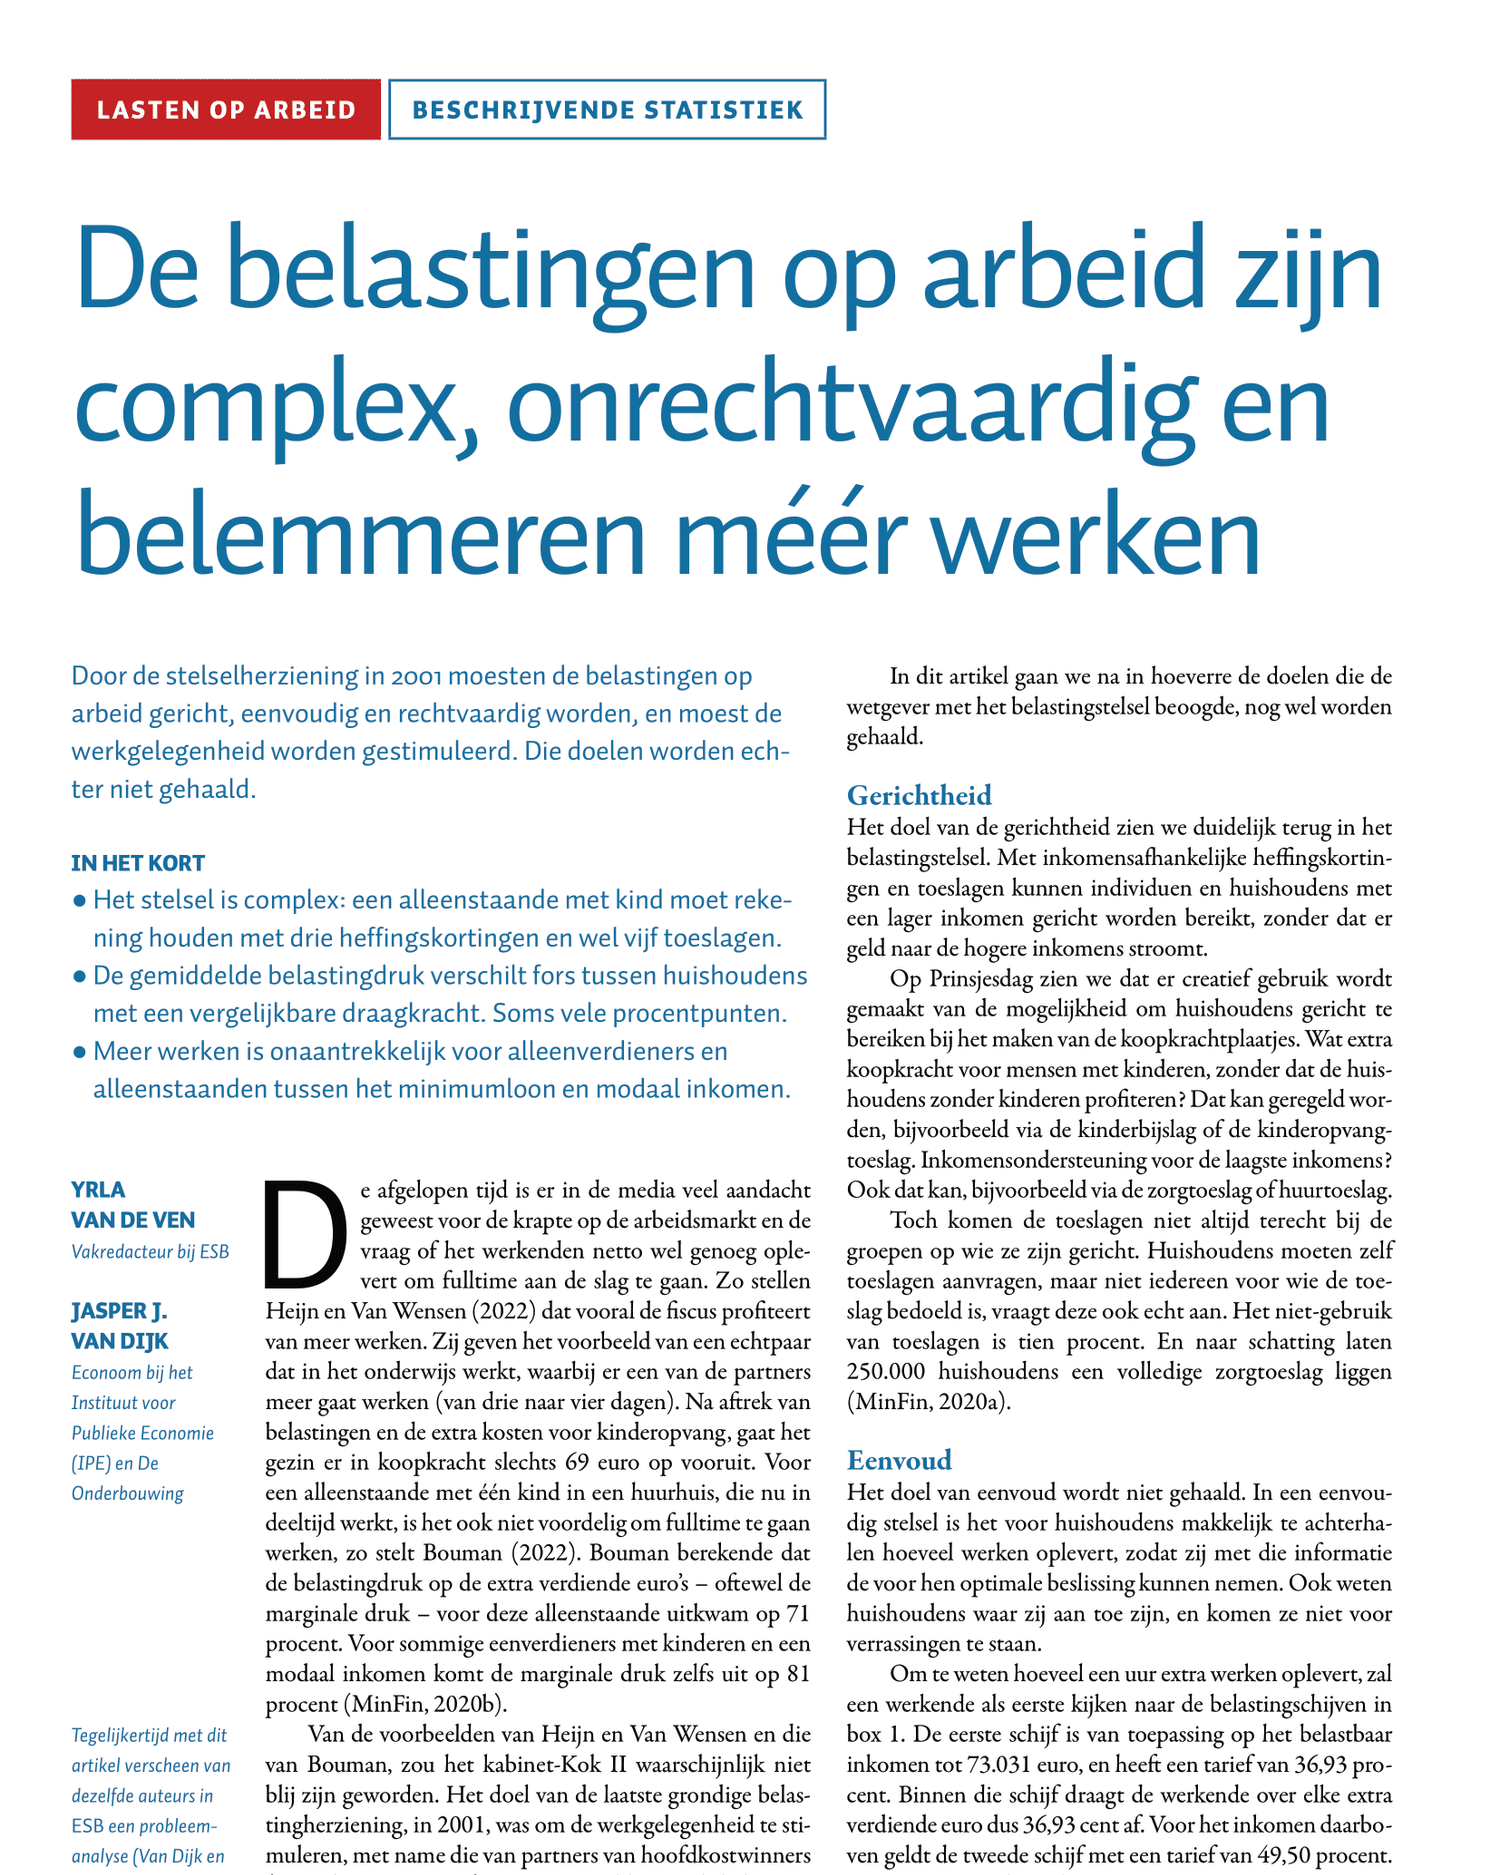 LASTEN OP ARBEID
BESCHRIJVENDE STATISTIEK
De belastingen op arbeid zijn
complex, onrechtvaardig en
belemmeren méér werken
Door de stelselherziening in 2001 moesten de belastingen op
arbeid gericht, eenvoudig en rechtvaardig worden, en moest de
werkgelegenheid worden gestimuleerd. Die doelen worden ech-
ter niet gehaald.
IN HET KORT
● Het stelsel is complex: een alleenstaande met kind moet reke-
ning houden met drie heffingskortingen en wel vijf toeslagen.
● De gemiddelde belastingdruk verschilt fors tussen huishoudens
met een vergelijkbare draagkracht. Soms vele procentpunten.
● Meer werken is onaantrekkelijk voor alleenverdieners en
alleenstaanden tussen het minimumloon en modaal inkomen.
YRLA
VAN DE VEN
Vakredacteur bij ESB
JASPER J.
VAN DIJK
Econoom bij het
Instituut voor
Publieke Economie
(IPE) en De
Onderbouwing
Tegelijkertijd met dit
artikel verscheen van
dezelfde auteurs in
ESB een probleem-
analyse (Van Dijk en
De afgelopen tijd is er in de media veel aandacht
geweest voor de krapte op de arbeidsmarkt en de
vraag of het werkenden netto wel genoeg ople-
vert om fulltime aan de slag te gaan. Zo stellen
Heijn en Van Wensen (2022) dat vooral de fiscus profiteert
van meer werken. Zij geven het voorbeeld van een echtpaar
dat in het onderwijs werkt, waarbij er een van de partners
meer gaat werken (van drie naar vier dagen). Na aftrek van
belastingen en de extra kosten voor kinderopvang, gaat het
gezin er in koopkracht slechts 69 euro op vooruit. Voor
een alleenstaande met één kind in een huurhuis, die nu in
deeltijd werkt, is het ook niet voordelig om fulltime te gaan
werken, zo stelt Bouman (2022). Bouman berekende dat
de belastingdruk op de extra verdiende euro’s – oftewel de
marginale druk – voor deze alleenstaande uitkwam op 71
procent. Voor sommige eenverdieners met kinderen en een
modaal inkomen komt de marginale druk zelfs uit op 81
procent (MinFin, 2020b).
Van de voorbeelden van Heijn en Van Wensen en die
van Bouman, zou het kabinet-Kok II waarschijnlijk niet
blij zijn geworden. Het doel van de laatste grondige belas-
tingherziening, in 2001, was om de werkgelegenheid te sti-
muleren, met name die van partners van hoofdkostwinners
In dit artikel gaan we na in hoeverre de doelen die de
wetgever met het belastingstelsel beoogde, nog wel worden
gehaald.
Gerichtheid
Het doel van de gerichtheid zien we duidelijk terug in het
belastingstelsel. Met inkomensafhankelijke heffingskortin-
gen en toeslagen kunnen individuen en huishoudens met
een lager inkomen gericht worden bereikt, zonder dat er
geld naar de hogere inkomens stroomt.
Op Prinsjesdag zien we dat er creatief gebruik wordt
gemaakt van de mogelijkheid om huishoudens gericht te
bereiken bij het maken van de koopkrachtplaatjes. Wat extra
koopkracht voor mensen met kinderen, zonder dat de huis-
houdens zonder kinderen profiteren? Dat kan geregeld wor-
den, bijvoorbeeld via de kinderbijslag of de kinderopvang-
toeslag. Inkomensondersteuning voor de laagste inkomens?
Ook dat kan, bijvoorbeeld via de zorgtoeslag of huurtoeslag.
Toch komen de toeslagen niet altijd terecht bij de
groepen op wie ze zijn gericht. Huishoudens moeten zelf
toeslagen aanvragen, maar niet iedereen voor wie de toe-
slag bedoeld is, vraagt deze ook echt aan. Het niet-gebruik
van toeslagen is tien procent. En naar schatting laten
250.000 huishoudens een volledige zorgtoeslag liggen
(MinFin, 2020a).
Eenvoud
Het doel van eenvoud wordt niet gehaald. In een eenvou-
dig stelsel is het voor huishoudens makkelijk te achterha-
len hoeveel werken oplevert, zodat zij met die informatie
de voor hen optimale beslissing kunnen nemen. Ook weten
huishoudens waar zij aan toe zijn, en komen ze niet voor
verrassingen te staan.
Om te weten hoeveel een uur extra werken oplevert, zal
een werkende als eerste kijken naar de belastingschijven in
box 1. De eerste schijf is van toepassing op het belastbaar
inkomen tot 73.031 euro, en heeft een tarief van 36,93 pro-
cent. Binnen die schijf draagt de werkende over elke extra
verdiende euro dus 36,93 cent af. Voor het inkomen daarbo-
ven geldt de tweede schijf met een tarief van 49,50 procent.